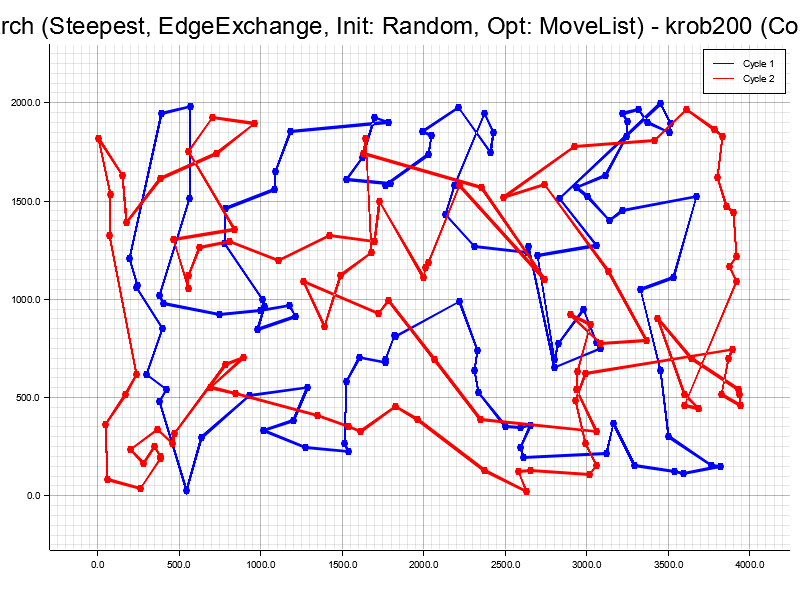 rch (Steepest, EdgeExchange, Init: Random, Opt: MoveList) - krob200 (Co
Cycle 1
Cycle 2
2000.0
1500.0
1000.0
500.0
0.0
0.0 500.0 1000.0 1500.0 2000.0 2500.0 3000.0 3500.0 4000.0